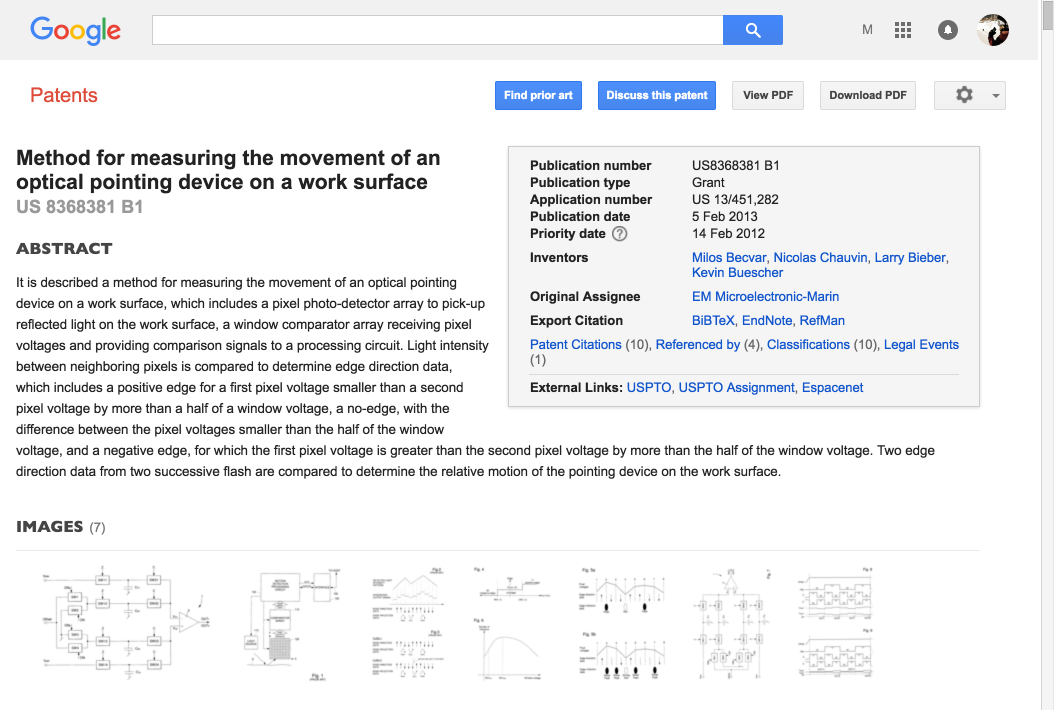 Google
M
Patents
Find prior art
Discuss this patent
View PDF
Download PDF
Method for measuring the movement of an
optical pointing device on a work surface
US 8368381 B1
ABSTRACT
It is described a method for measuring the movement of an optical pointing
device on a work surface, which includes a pixel photo-detector array to pick-up
reflected light on the work surface, a window comparator array receiving pixel
voltages and providing comparison signals to a processing circuit. Light intensity
between neighboring pixels is compared to determine edge direction data,
which includes a positive edge for a first pixel voltage smaller than a second
pixel voltage by more than a half of a window voltage, a no-edge, with the
difference between the pixel voltages smaller than the half of the window
voltage, and a negative edge, for which the first pixel voltage is greater than the second pixel voltage by more than the half of the window voltage. Two edge
direction data from two successive flash are compared to determine the relative motion of the pointing device on the work surface.
Publication number US8368381 B1
Publication type Grant
Application number US 13/451,282
Publication date 5 Feb 2013
Priority date ? 14 Feb 2012
Inventors Milos Becvar, Nicolas Chauvin, Larry Bieber,
Kevin Buescher
Original Assignee EM Microelectronic-Marin
Export Citation BiBTeX, EndNote, RefMan
Patent Citations (10), Referenced by (4), Classifications (10), Legal Events
(1)
External Links: USPTO, USPTO Assignment, Espacenet
IMAGES (7)